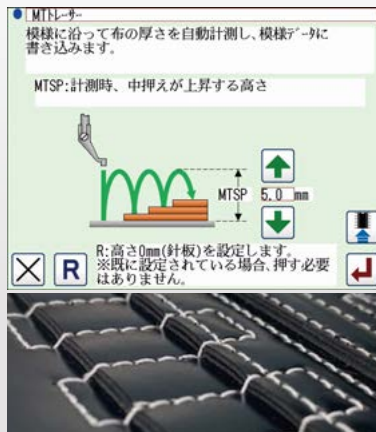 MTﾄﾚｰｻｰ
模様に沿って布の厚さを自動計測し、模様ﾃﾞｰﾀに
書き込みます。
MTSP:計測時、中押えが上昇する高さ
MTSP 5.0 mm
R:高さ0mm(針板)を設定します。
※既に設定されている場合、押す必要
はありません。
R